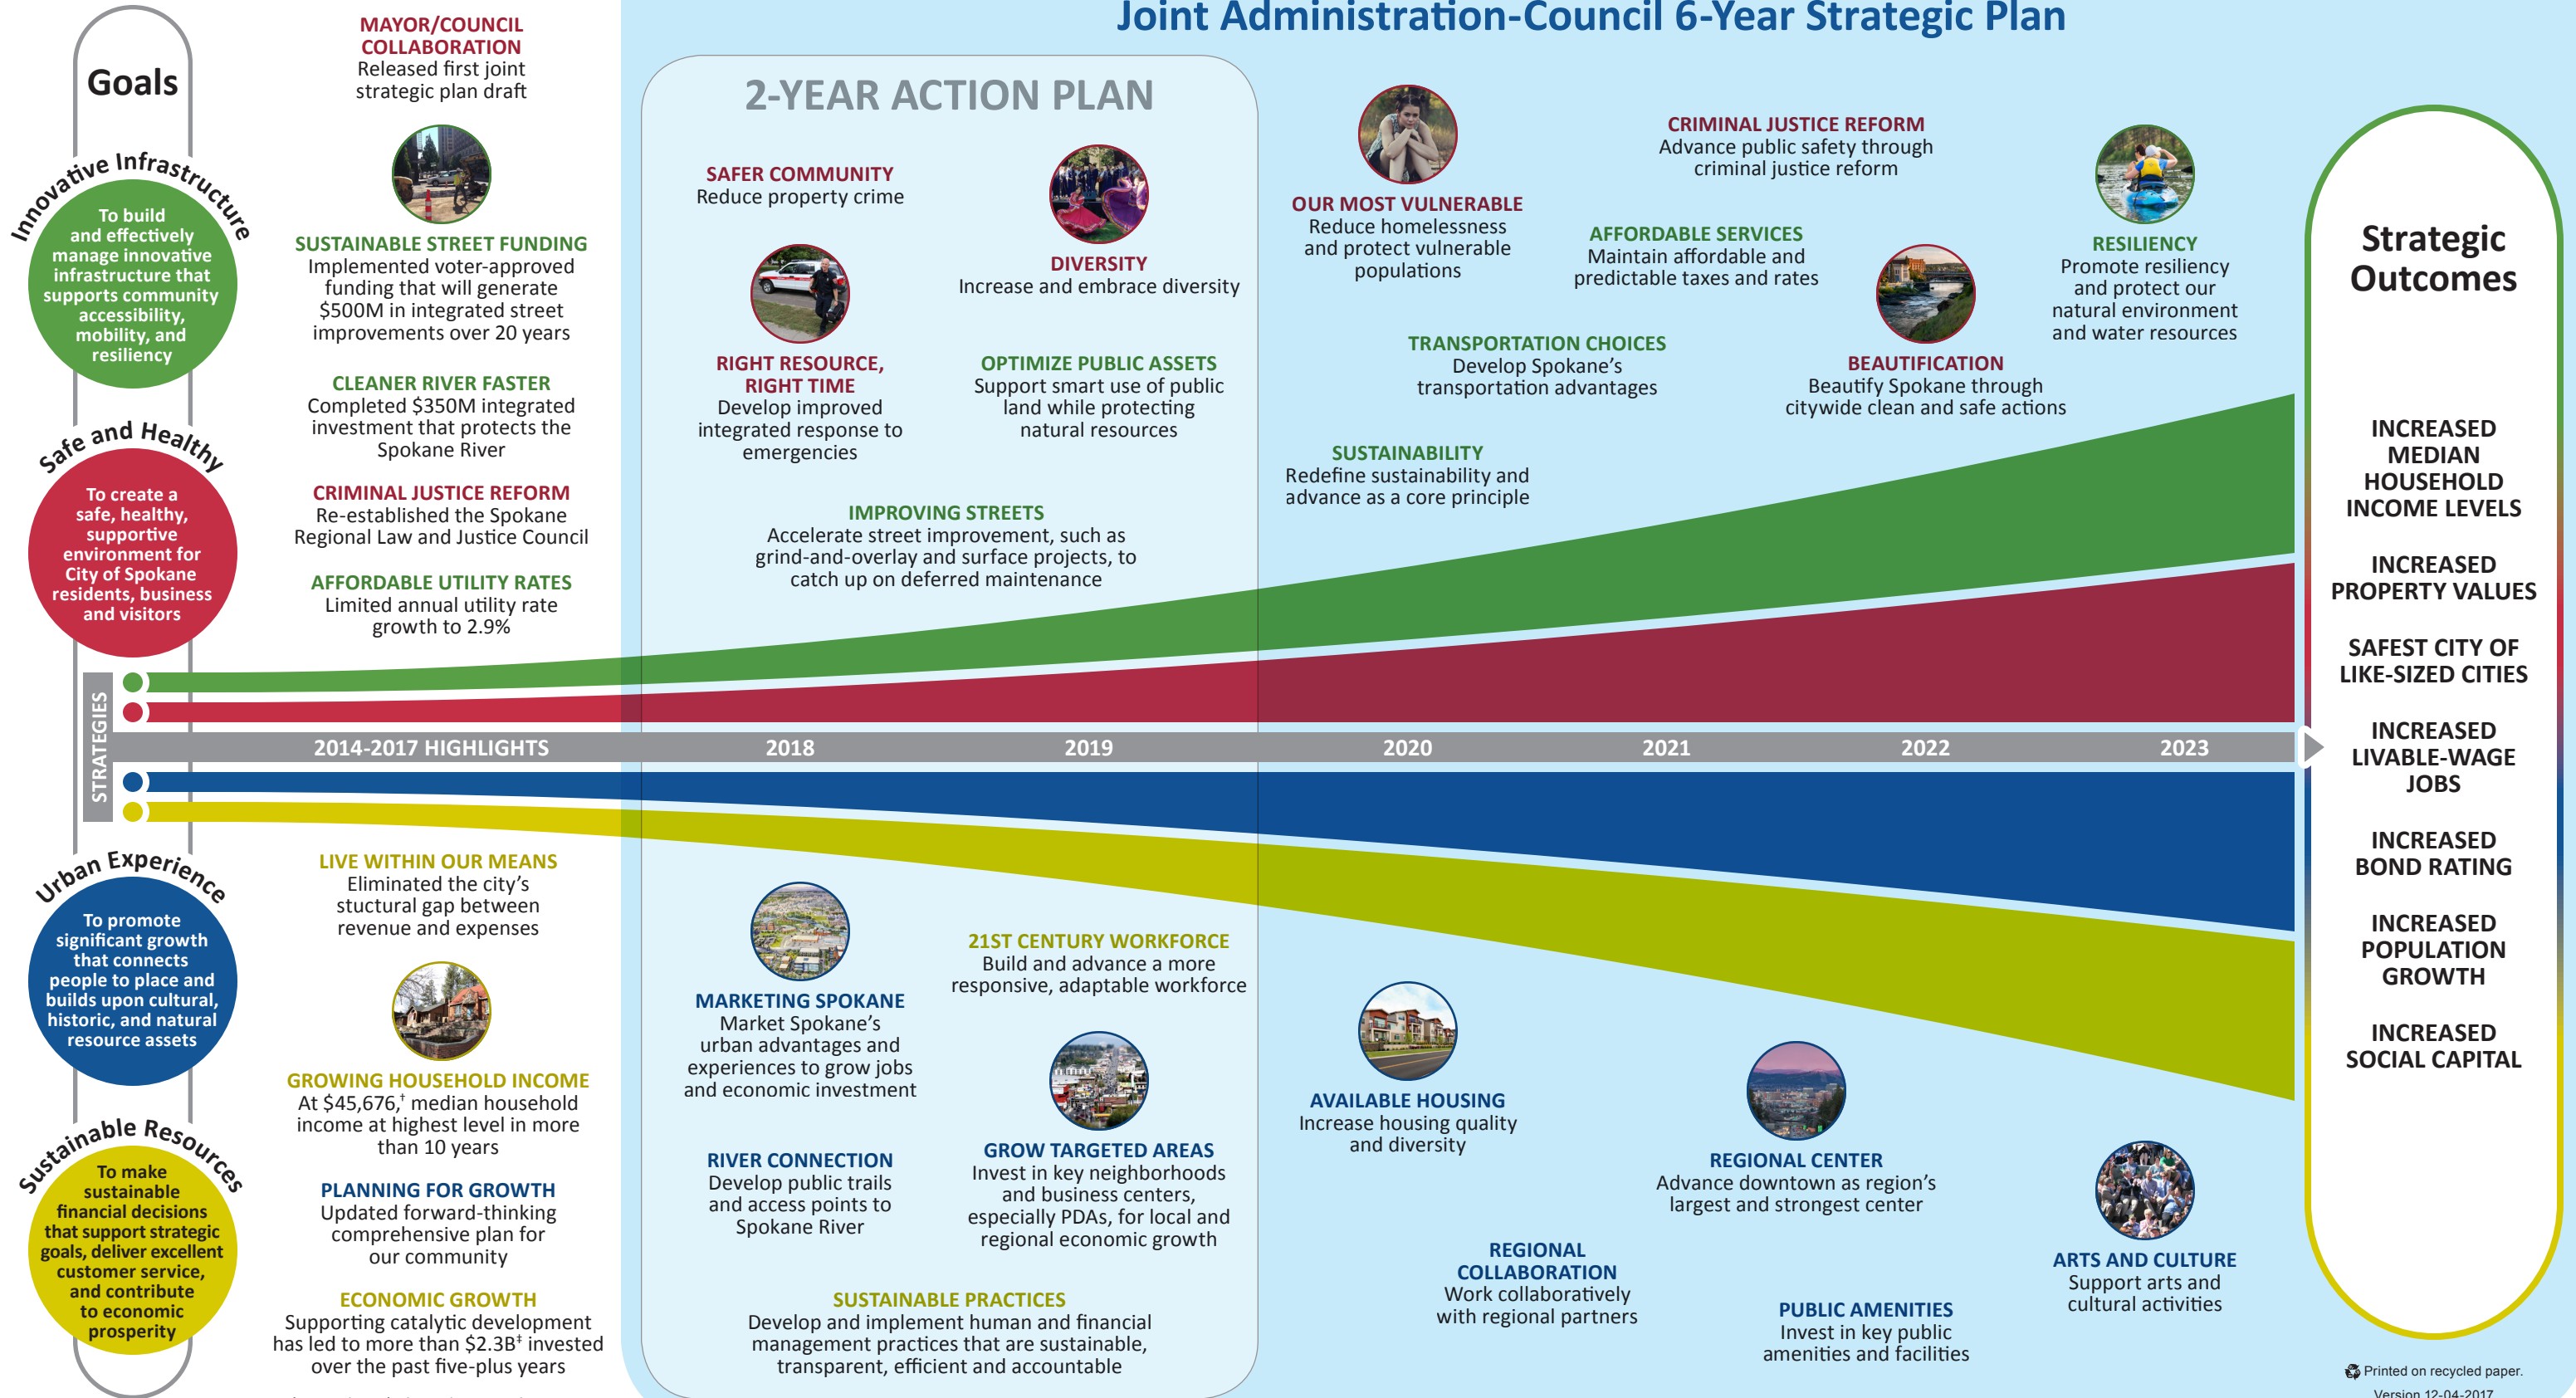 Joint Administration-Council 6-Year Strategic Plan
Goals
Innovative Infrastructure
To build
and effectively
manage innovative
infrastructure that
supports community
accessibility,
mobility, and
resiliency
Safe and Healthy
To create a
safe, healthy,
supportive
environment for
City of Spokane
residents, business
and visitors
STRATEGIES
Urban Experience
To promote
significant growth
that connects
people to place and
builds upon cultural,
historic, and natural
resource assets
Sustainable Resources
To make
sustainable
financial decisions
that support strategic
goals, deliver excellent
customer service,
and contribute
to economic
prosperity
MAYOR/COUNCIL
COLLABORATION
Released first joint
strategic plan draft
SUSTAINABLE STREET FUNDING
Implemented voter-approved
funding that will generate
$500M in integrated street
improvements over 20 years
CLEANER RIVER FASTER
Completed $350M integrated
investment that protects the
Spokane River
CRIMINAL JUSTICE REFORM
Re-established the Spokane
Regional Law and Justice Council
AFFORDABLE UTILITY RATES
Limited annual utility rate
growth to 2.9%
2-YEAR ACTION PLAN
SAFER COMMUNITY
Reduce property crime
RIGHT RESOURCE,
RIGHT TIME
Develop improved
integrated response to
emergencies
DIVERSITY
Increase and embrace diversity
OPTIMIZE PUBLIC ASSETS
Support smart use of public
land while protecting
natural resources
IMPROVING STREETS
Accelerate street improvement, such as
grind-and-overlay and surface projects, to
catch up on deferred maintenance
OUR MOST VULNERABLE
Reduce homelessness
and protect vulnerable
populations
CRIMINAL JUSTICE REFORM
Advance public safety through
criminal justice reform
AFFORDABLE SERVICES
Maintain affordable and
predictable taxes and rates
TRANSPORTATION CHOICES
Develop Spokane's
transportation advantages
SUSTAINABILITY
Redefine sustainability and
advance as a core principle
BEAUTIFICATION
Beautify Spokane through
citywide clean and safe actions
RESILIENCY
Promote resiliency
and protect our
natural environment
and water resources
2014-2017 HIGHLIGHTS 2018 2019 2020 2021 2022 2023
LIVE WITHIN OUR MEANS
Eliminated the city's
stuctural gap between
revenue and expenses
GROWING HOUSEHOLD INCOME
At $45,676,† median household
income at highest level in more
than 10 years
PLANNING FOR GROWTH
Updated forward-thinking
comprehensive plan for
our community
ECONOMIC GROWTH
Supporting catalytic development
has led to more than $2.3B‡ invested
over the past five-plus years
MARKETING SPOKANE
Market Spokane's
urban advantages and
experiences to grow jobs
and economic investment
RIVER CONNECTION
Develop public trails
and access points to
Spokane River
21ST CENTURY WORKFORCE
Build and advance a more
responsive, adaptable workforce
GROW TARGETED AREAS
Invest in key neighborhoods
and business centers,
especially PDAs, for local and
regional economic growth
SUSTAINABLE PRACTICES
Develop and implement human and financial
management practices that are sustainable,
transparent, efficient and accountable
AVAILABLE HOUSING
Increase housing quality
and diversity
REGIONAL
COLLABORATION
Work collaboratively
with regional partners
REGIONAL CENTER
Advance downtown as region's
largest and strongest center
PUBLIC AMENITIES
Invest in key public
amenities and facilities
ARTS AND CULTURE
Support arts and
cultural activities
Strategic
Outcomes
INCREASED
MEDIAN
HOUSEHOLD
INCOME LEVELS
INCREASED
PROPERTY VALUES
SAFEST CITY OF
LIKE-SIZED CITIES
INCREASED
LIVABLE-WAGE
JOBS
INCREASED
BOND RATING
INCREASED
POPULATION
GROWTH
INCREASED
SOCIAL CAPITAL
Printed on recycled paper.
Version 12-04-2017